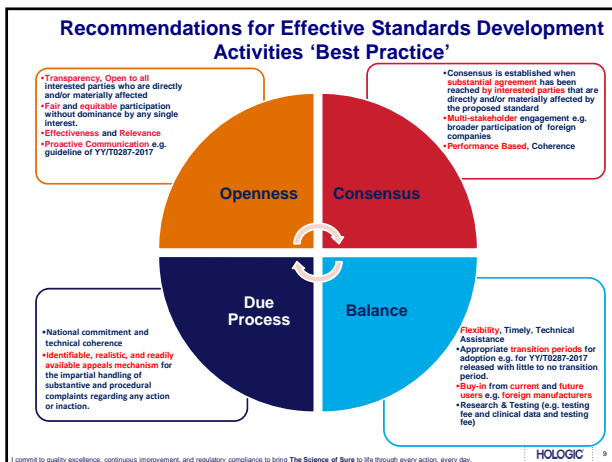 Recommendations for Effective Standards Development
Activities ‘Best Practice’
•Transparency, Open to all
interested parties who are directly
and/or materially affected
•Fair and equitable participation
without dominance by any single
interest.
•Effectiveness and Relevance
•Proactive Communication e.g.
guideline of YY/T0287-2017
•Consensus is established when
substantial agreement has been
reached by interested parties that are
directly and/or materially affected by
the proposed standard
•Multi-stakeholder engagement e.g.
broader participation of foreign
companies
•Performance Based, Coherence
Openness
Consensus
Due
Process
Balance
•National commitment and
technical coherence
•Identifiable, realistic, and readily
available appeals mechanism for
the impartial handling of
substantive and procedural
complaints regarding any action
or inaction.
Flexibility, Timely, Technical
Assistance
•Appropriate transition periods for
adoption e.g. for YY/T0287-2017
released with little to no transition
period.
•Buy-in from current and future
users e.g. foreign manufacturers
•Research & Testing (e.g. testing
fee and clinical data and testing
fee)
I commit to quality excellence, continuous improvement, and regulatory compliance to bring The Science of Sure to life through every action, every day.
HOLOGIC 9